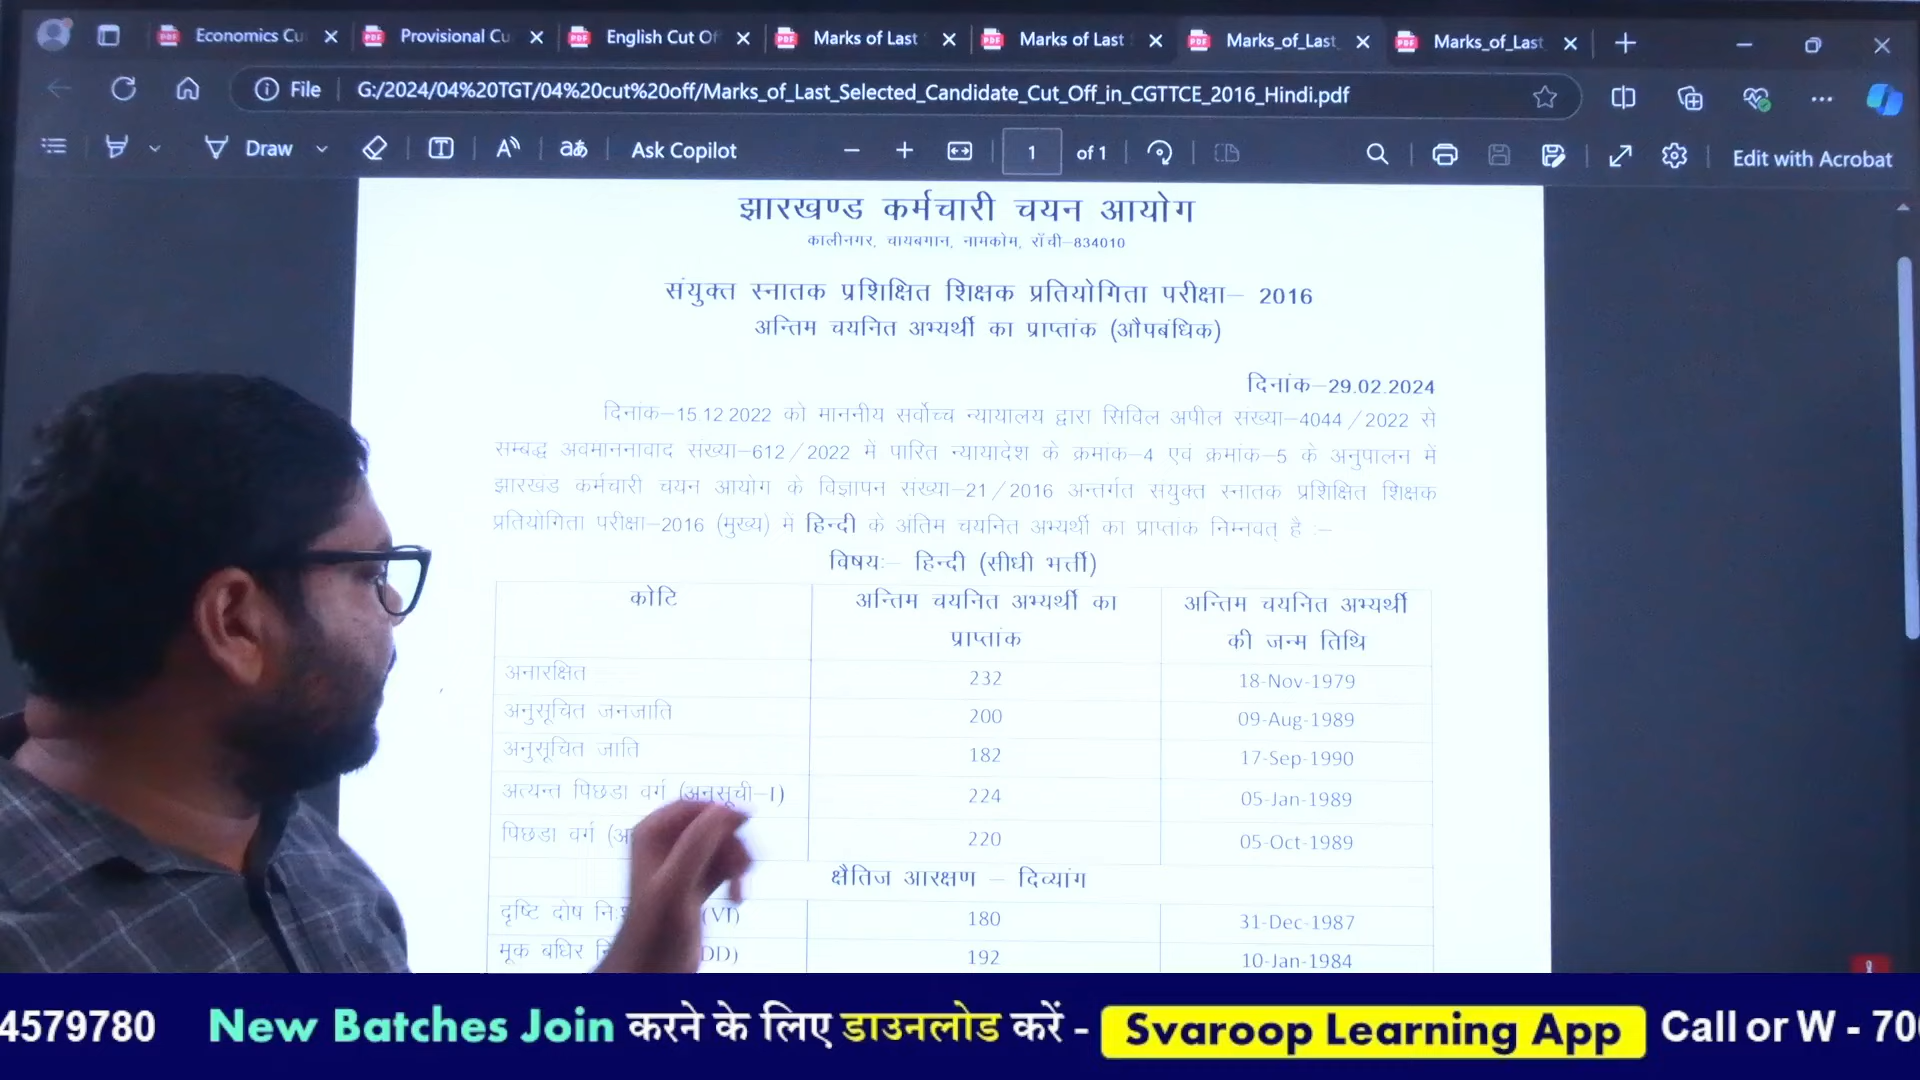 Economics Cu
Provisional Cu
English Cut Of
Marks of Last
Marks of Last
Marks_of_Last
Marks_of_Last
File
G:/2024/04%20TGT/04%20cut%20off/Marks_of_Last_Selected_Candidate_Cut_Off_in_CGTTCE_2016_Hindi.pdf
Draw
Ask Copilot
1 of 1
Edit with Acrobat
झारखण्ड कर्मचारी चयन आयोग
कालीनगर, चायबगान, नामकोम, राँची–834010
संयुक्त स्नातक प्रशिक्षित शिक्षक प्रतियोगिता परीक्षा– 2016
अन्तिम चयनित अभ्यर्थी का प्राप्तांक (औपबंधिक)
दिनांक–29.02.2024
दिनांक–15.12.2022 को माननीय सर्वोच्च न्यायालय द्वारा सिविल अपील संख्या–4044/2022 से
सम्बद्ध अवमाननावाद संख्या–612/2022 में पारित न्यायादेश के क्रमांक–4 एवं क्रमांक–5 के अनुपालन में
झारखंड कर्मचारी चयन आयोग के विज्ञापन संख्या–21/2016 अन्तर्गत संयुक्त स्नातक प्रशिक्षित शिक्षक
प्रतियोगिता परीक्षा–2016 (मुख्य) में हिन्दी के अंतिम चयनित अभ्यर्थी का प्राप्तांक निम्नवत् है :–
विषयः– हिन्दी (सीधी भर्त्ती)
कोटि अन्तिम चयनित अभ्यर्थी का अन्तिम चयनित अभ्यर्थी
प्राप्तांक की जन्म तिथि
अनारक्षित 232 18-Nov-1979
अनुसूचित जनजाति 200 09-Aug-1989
अनुसूचित जाति 182 17-Sep-1990
अत्यन्त पिछडा वर्ग (अनुसूची–I) 224 05-Jan-1989
पिछडा वर्ग 220 05-Oct-1989
क्षैतिज आरक्षण – दिव्यांग
दृष्टि दोष (VI) 180 31-Dec-1987
मूक बधिर 192 10-Jan-1984
4579780 New Batches Join करने के लिए डाउनलोड करें - Svaroop Learning App Call or W - 70